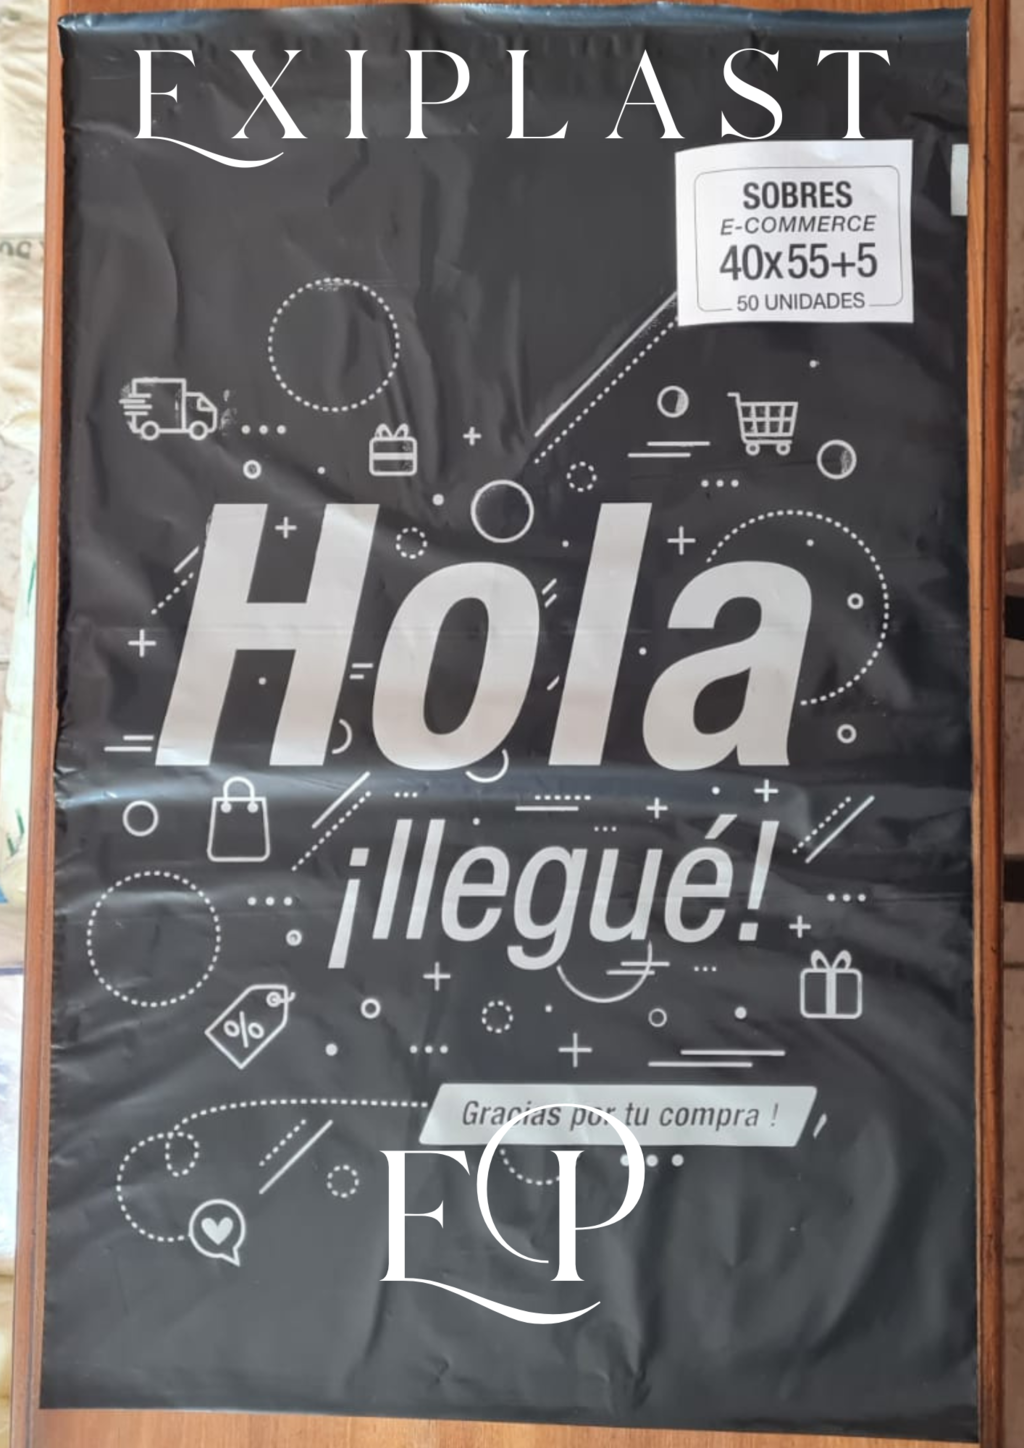 EXIPLAST
SOBRES
E-COMMERCE
40x55+5
50 UNIDADES
Hola
¡llegué!
%
Gracias por tu compra !
EP